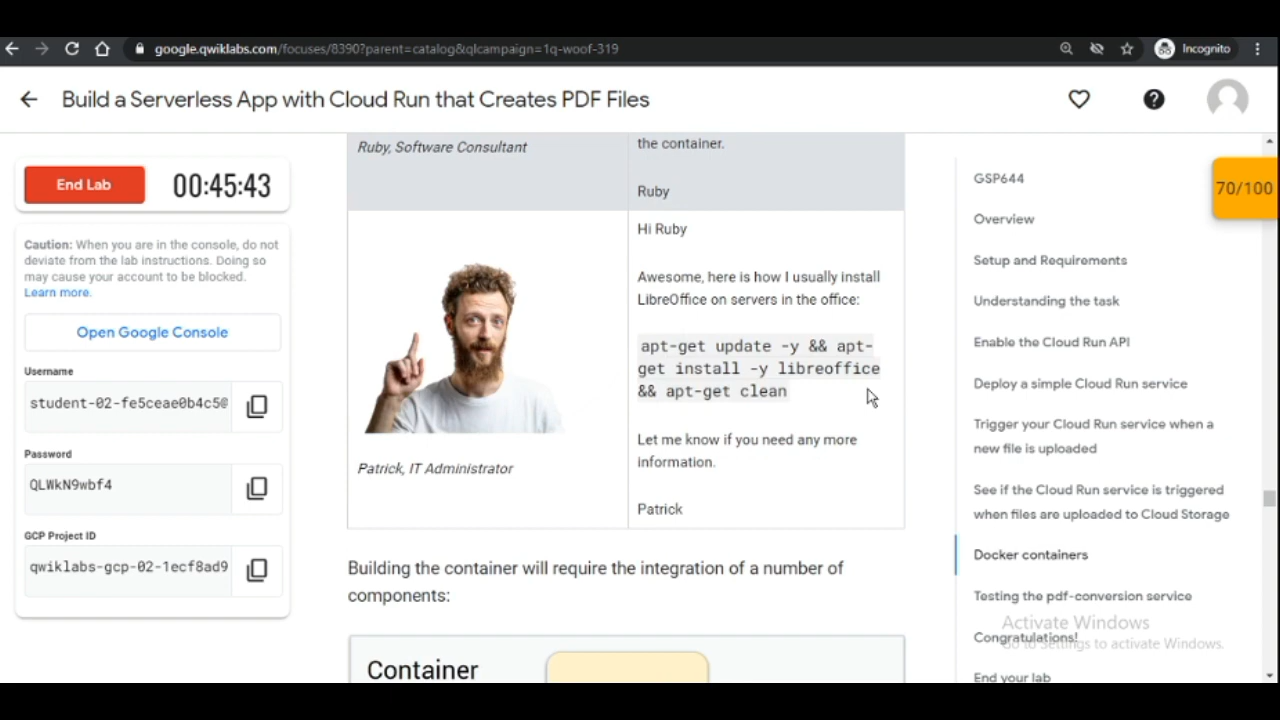 google.qwiklabs.com/focuses/8390?parent=catalog&qlcampaign=1q-woof-319
Incognito
Build a Serverless App with Cloud Run that Creates PDF Files
End Lab
00:45:43
Caution: When you are in the console, do not
deviate from the lab instructions. Doing so
may cause your account to be blocked.
Learn more.
Open Google Console
Username
student-02-fe5ceae0b4c5@
Password
QLWkN9wbf4
GCP Project ID
qwiklabs-gcp-02-1ecf8ad9
Ruby, Software Consultant
the container.
Ruby
Hi Ruby
Awesome, here is how I usually install
LibreOffice on servers in the office:
apt-get update -y && apt-
get install -y libreoffice
&& apt-get clean
Let me know if you need any more
information.
Patrick
Patrick, IT Administrator
Building the container will require the integration of a number of
components:
Container
70/100
GSP644
Overview
Setup and Requirements
Understanding the task
Enable the Cloud Run API
Deploy a simple Cloud Run service
Trigger your Cloud Run service when a
new file is uploaded
See if the Cloud Run service is triggered
when files are uploaded to Cloud Storage
Docker containers
Testing the pdf-conversion service
Activate Windows
Congratulations!
Go to Settings to activate Windows.
End your lab